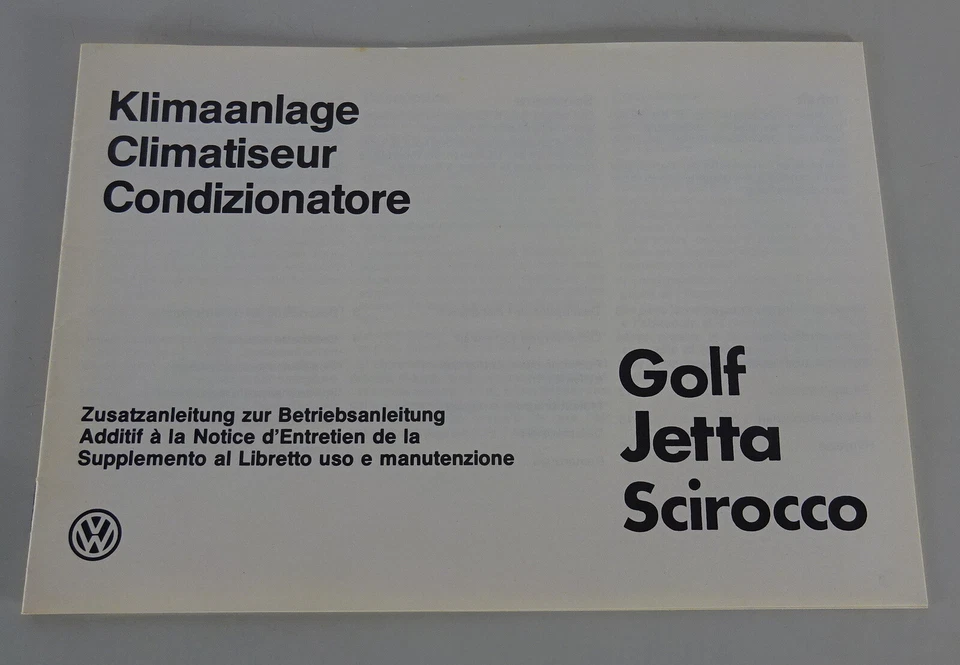 Klimaanlage
Climatiseur
Condizionatore
Zusatzanleitung zur Betriebsanleitung
Additif à la Notice d'Entretien de la
Supplemento al Libretto uso e manutenzione
Golf
Jetta
Scirocco
VW